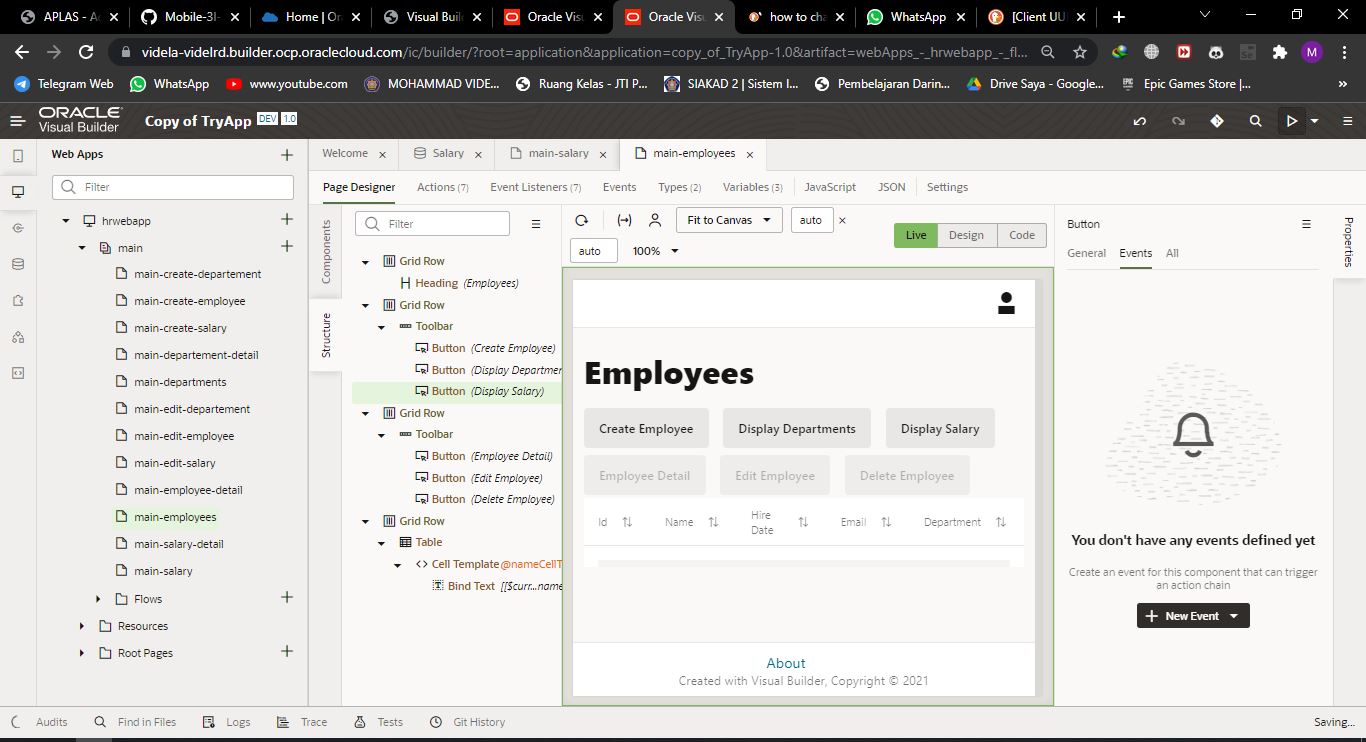 APLAS - Ac
Mobile-3I-
Home | Or
Visual Buil
Oracle Visu
Oracle Visu
how to cha
WhatsApp
[Client UU
videla-videlrd.builder.ocp.oraclecloud.com/ic/builder/?root=application&application=copy_of_TryApp-1.0&artifact=webApps_-_hrwebapp_-_fl...
M
Telegram Web
WhatsApp
www.youtube.com
MOHAMMAD VIDE...
Ruang Kelas - JTI P...
SIAKAD 2 | Sistem I...
Pembelajaran Darin...
Drive Saya - Google...
Epic Games Store |...
»
ORACLE
Visual Builder
Copy of TryApp
DEV
1.0
Web Apps
Filter
hrwebapp
main
main-create-departement
main-create-employee
main-create-salary
main-departement-detail
main-departments
main-edit-departement
main-edit-employee
main-edit-salary
main-employee-detail
main-employees
main-salary-detail
main-salary
Flows
Resources
Root Pages
Welcome
Salary
main-salary
main-employees
Page Designer
Actions (7)
Event Listeners (7)
Events
Types (2)
Variables (3)
JavaScript
JSON
Settings
Components
Structure
Filter
Grid Row
Heading (Employees)
Grid Row
Toolbar
Button (Create Employee)
Button (Display Departmen
Button (Display Salary)
Grid Row
Toolbar
Button (Employee Detail)
Button (Edit Employee)
Button (Delete Employee)
Grid Row
Table
Cell Template @nameCellT
Bind Text [[$curr...name
Fit to Canvas
auto
auto
100%
Live
Design
Code
Employees
Create Employee
Display Departments
Display Salary
Employee Detail
Edit Employee
Delete Employee
Id
Name
Hire
Date
Email
Department
About
Created with Visual Builder, Copyright © 2021
Button
General
Events
All
Properties
You don't have any events defined yet
Create an event for this component that can trigger
an action chain
New Event
Audits
Find in Files
Logs
Trace
Tests
Git History
Saving...